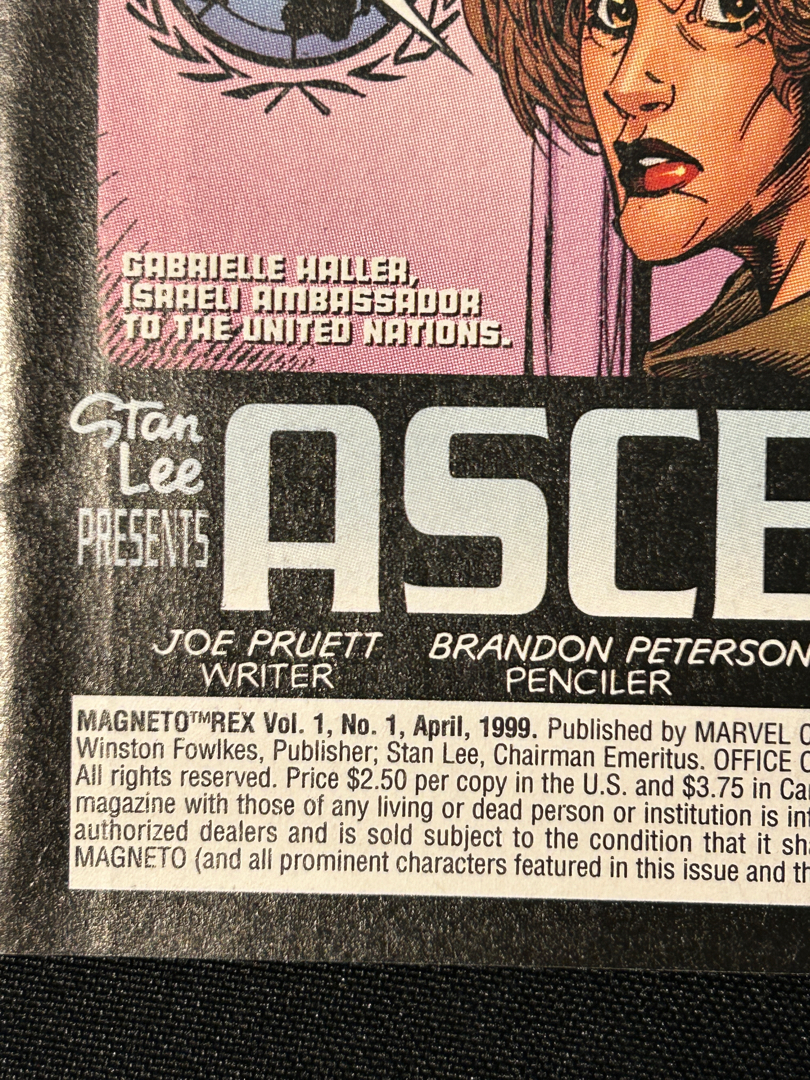 GABRIELLE HALLER,
ISRAELI AMBASSADOR
TO THE UNITED NATIONS.
Stan
Lee
PRESENTS
ASCE
JOE PRUETT
WRITER
BRANDON PETERSON
PENCILER
MAGNETO™REX Vol. 1, No. 1, April, 1999. Published by MARVEL C
Winston Fowlkes, Publisher; Stan Lee, Chairman Emeritus. OFFICE O
All rights reserved. Price $2.50 per copy in the U.S. and $3.75 in Ca
magazine with those of any living or dead person or institution is in
authorized dealers and is sold subject to the condition that it sh
MAGNETO (and all prominent characters featured in this issue and th